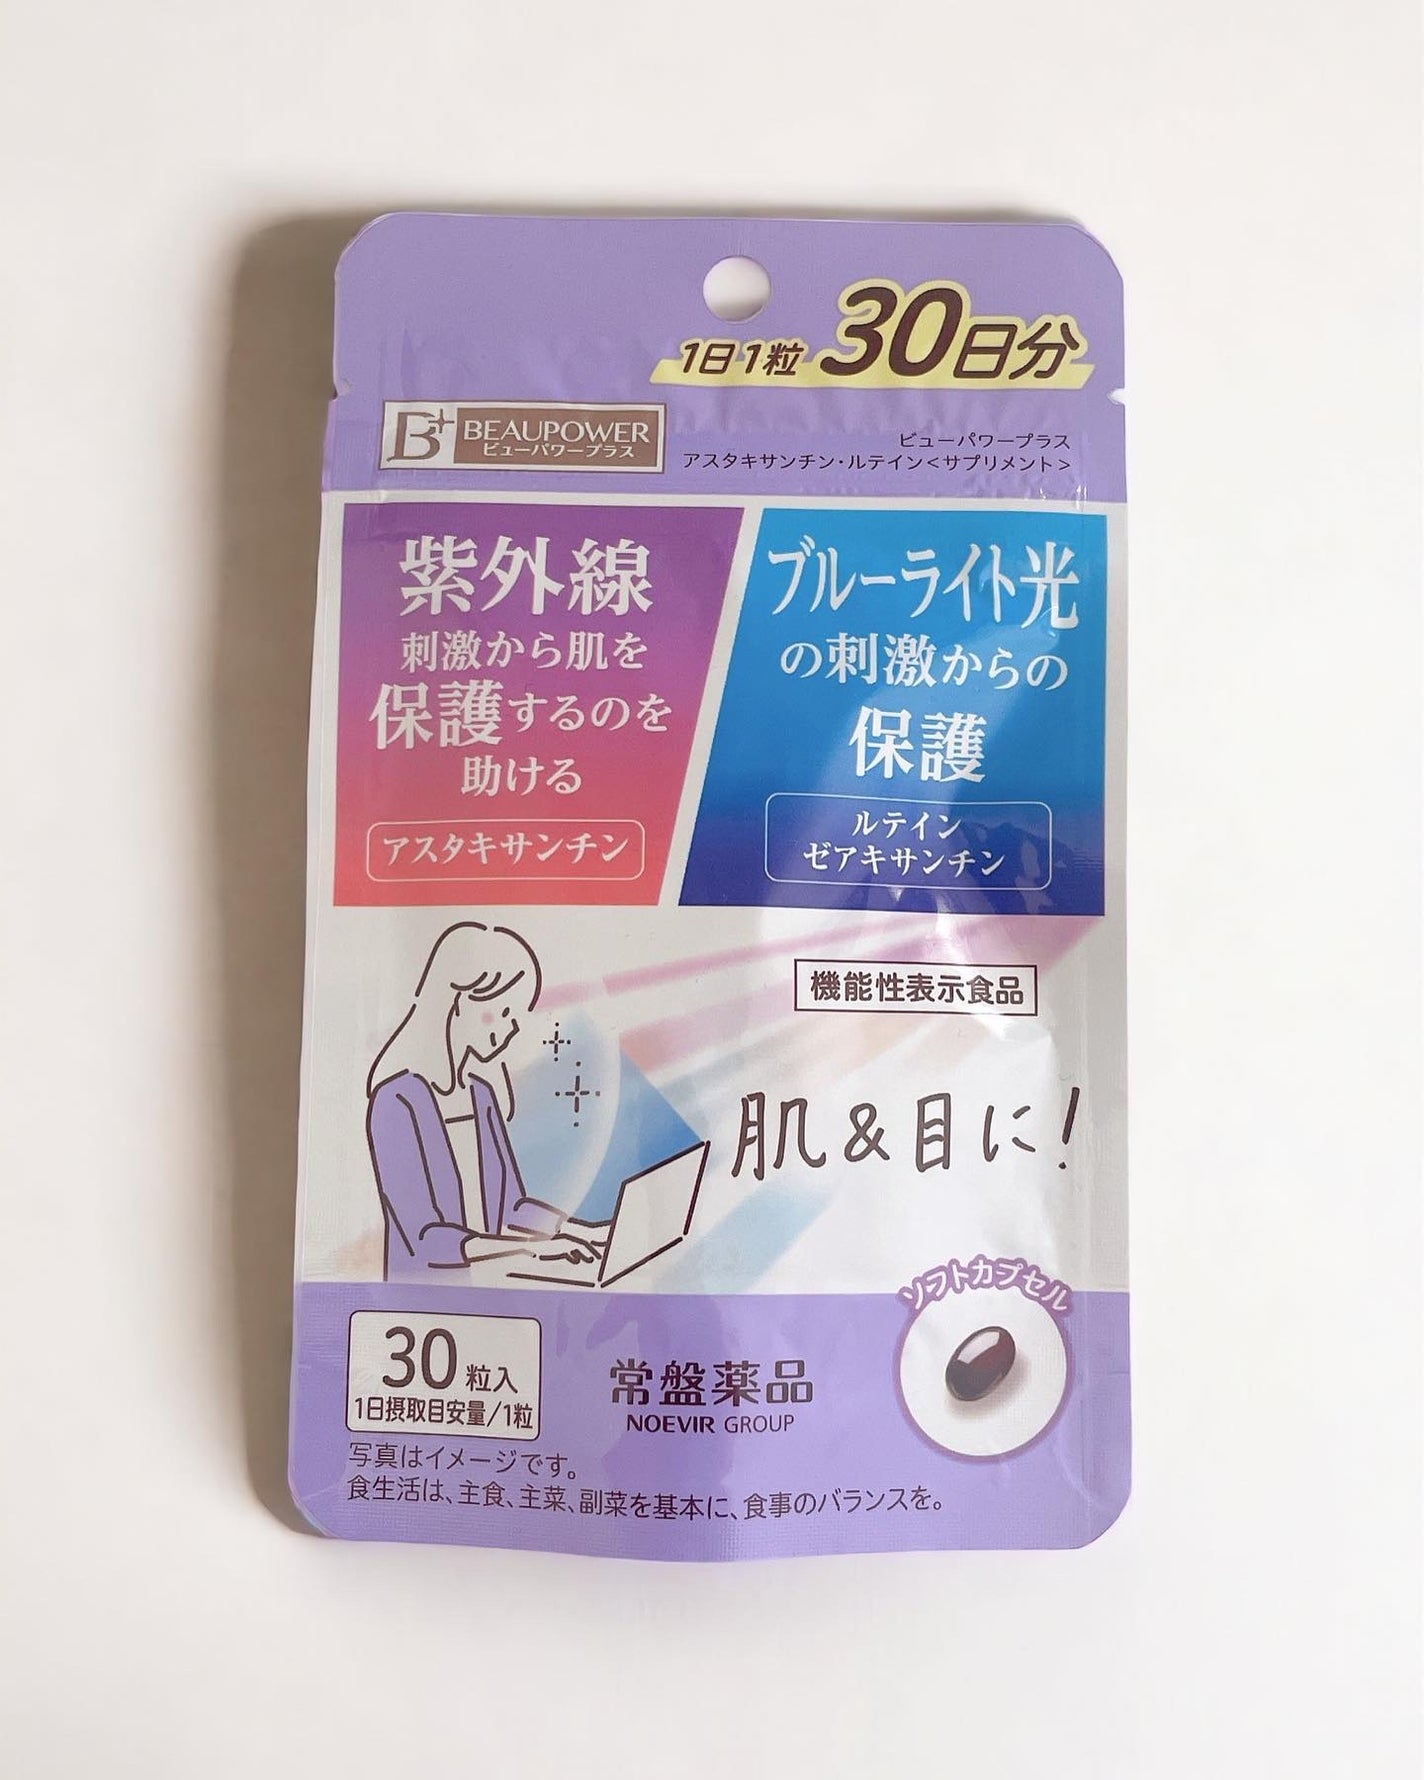 1日1粒 30日分
B+ BEAUPOWER
ビューパワープラス
ビューパワープラス
アスタキサンチン・ルテイン<サプリメント>
紫外線
刺激から肌を
保護するのを
助ける
アスタキサンチン
ブルーライト光
の刺激からの
保護
ルテイン
ゼアキサンチン
機能性表示食品
肌&目に!
ソフトカプセル
30粒入
1日摂取目安量/1粒
常盤薬品
NOEVIR GROUP
写真はイメージです。
食生活は、主食、主菜、副菜を基本に、食事のバランスを。